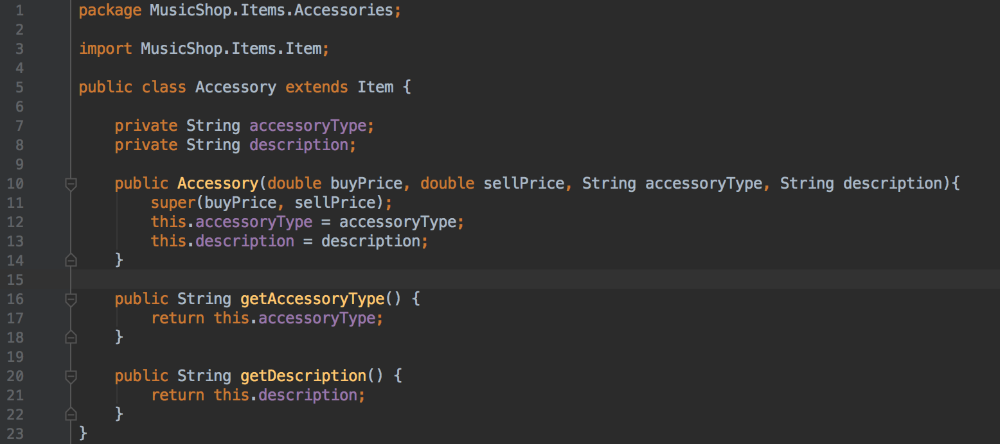 1 package MusicShop.Items.Accessories;
2
3 import MusicShop.Items.Item;
4
5 public class Accessory extends Item {
6
7     private String accessoryType;
8     private String description;
9
10     public Accessory(double buyPrice, double sellPrice, String accessoryType, String description){
11         super(buyPrice, sellPrice);
12         this.accessoryType = accessoryType;
13         this.description = description;
14     }
15
16     public String getAccessoryType() {
17         return this.accessoryType;
18     }
19
20     public String getDescription() {
21         return this.description;
22     }
23 }